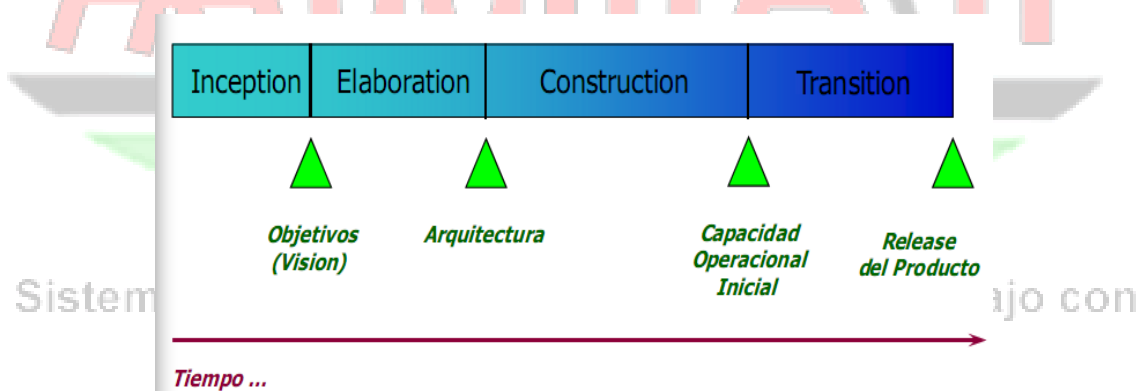 Inception Elaboration Construction Transition
Objetivos
(Vision)
Arquitectura
Capacidad
Operacional
Inicial
Release
del Producto
Tiempo ...